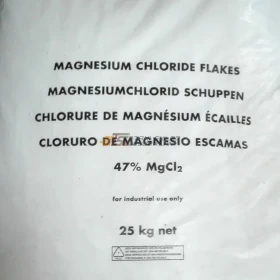 MAGNESIUM CHLORIDE FLAKES
MAGNESIUMCHLORID SCHUPPEN
CHLORURE DE MAGNÉSIUM ÉCAILLES
CLORURO DE MAGNESIO ESCAMAS
47% MgCl₂
for industrial use only
25 kg net